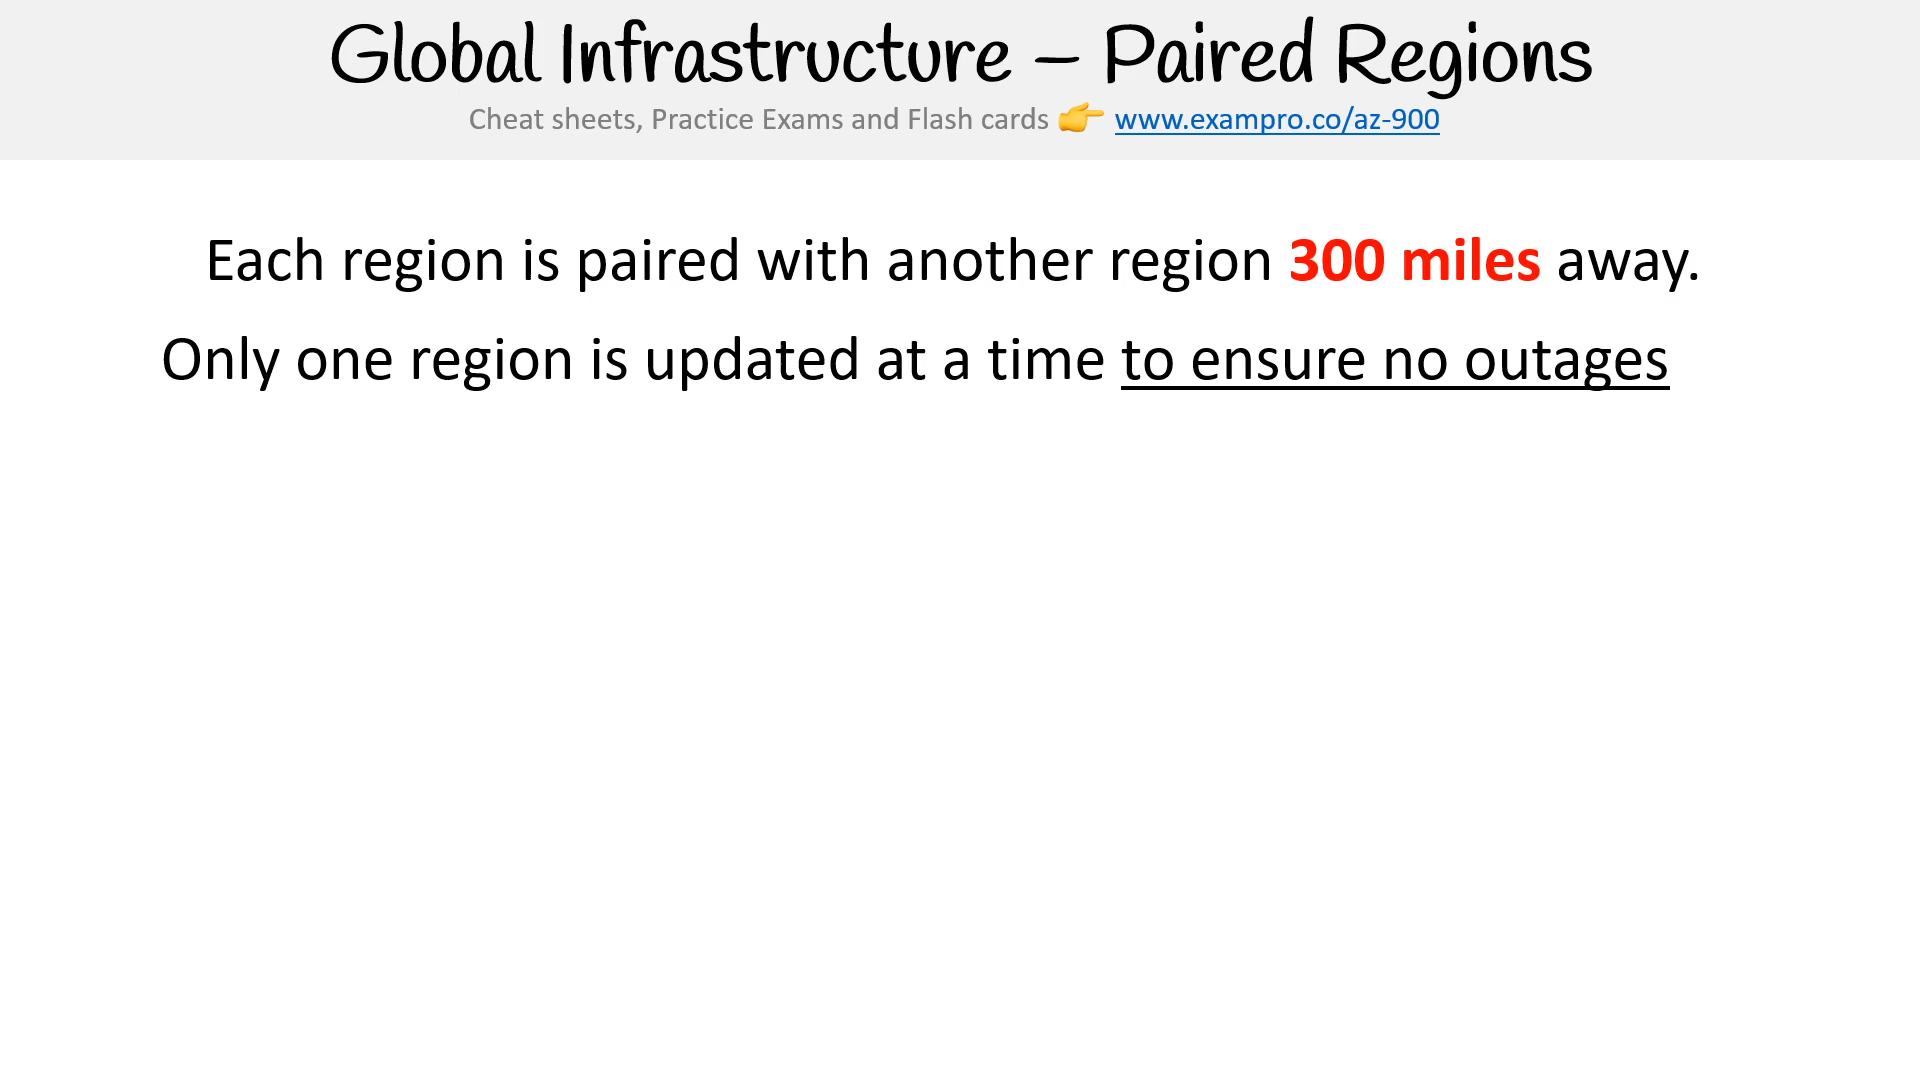 Global Infrastructure – Paired Regions
Cheat sheets, Practice Exams and Flash cards 👉 www.exampro.co/az-900
Each region is paired with another region 300 miles away.
Only one region is updated at a time to ensure no outages